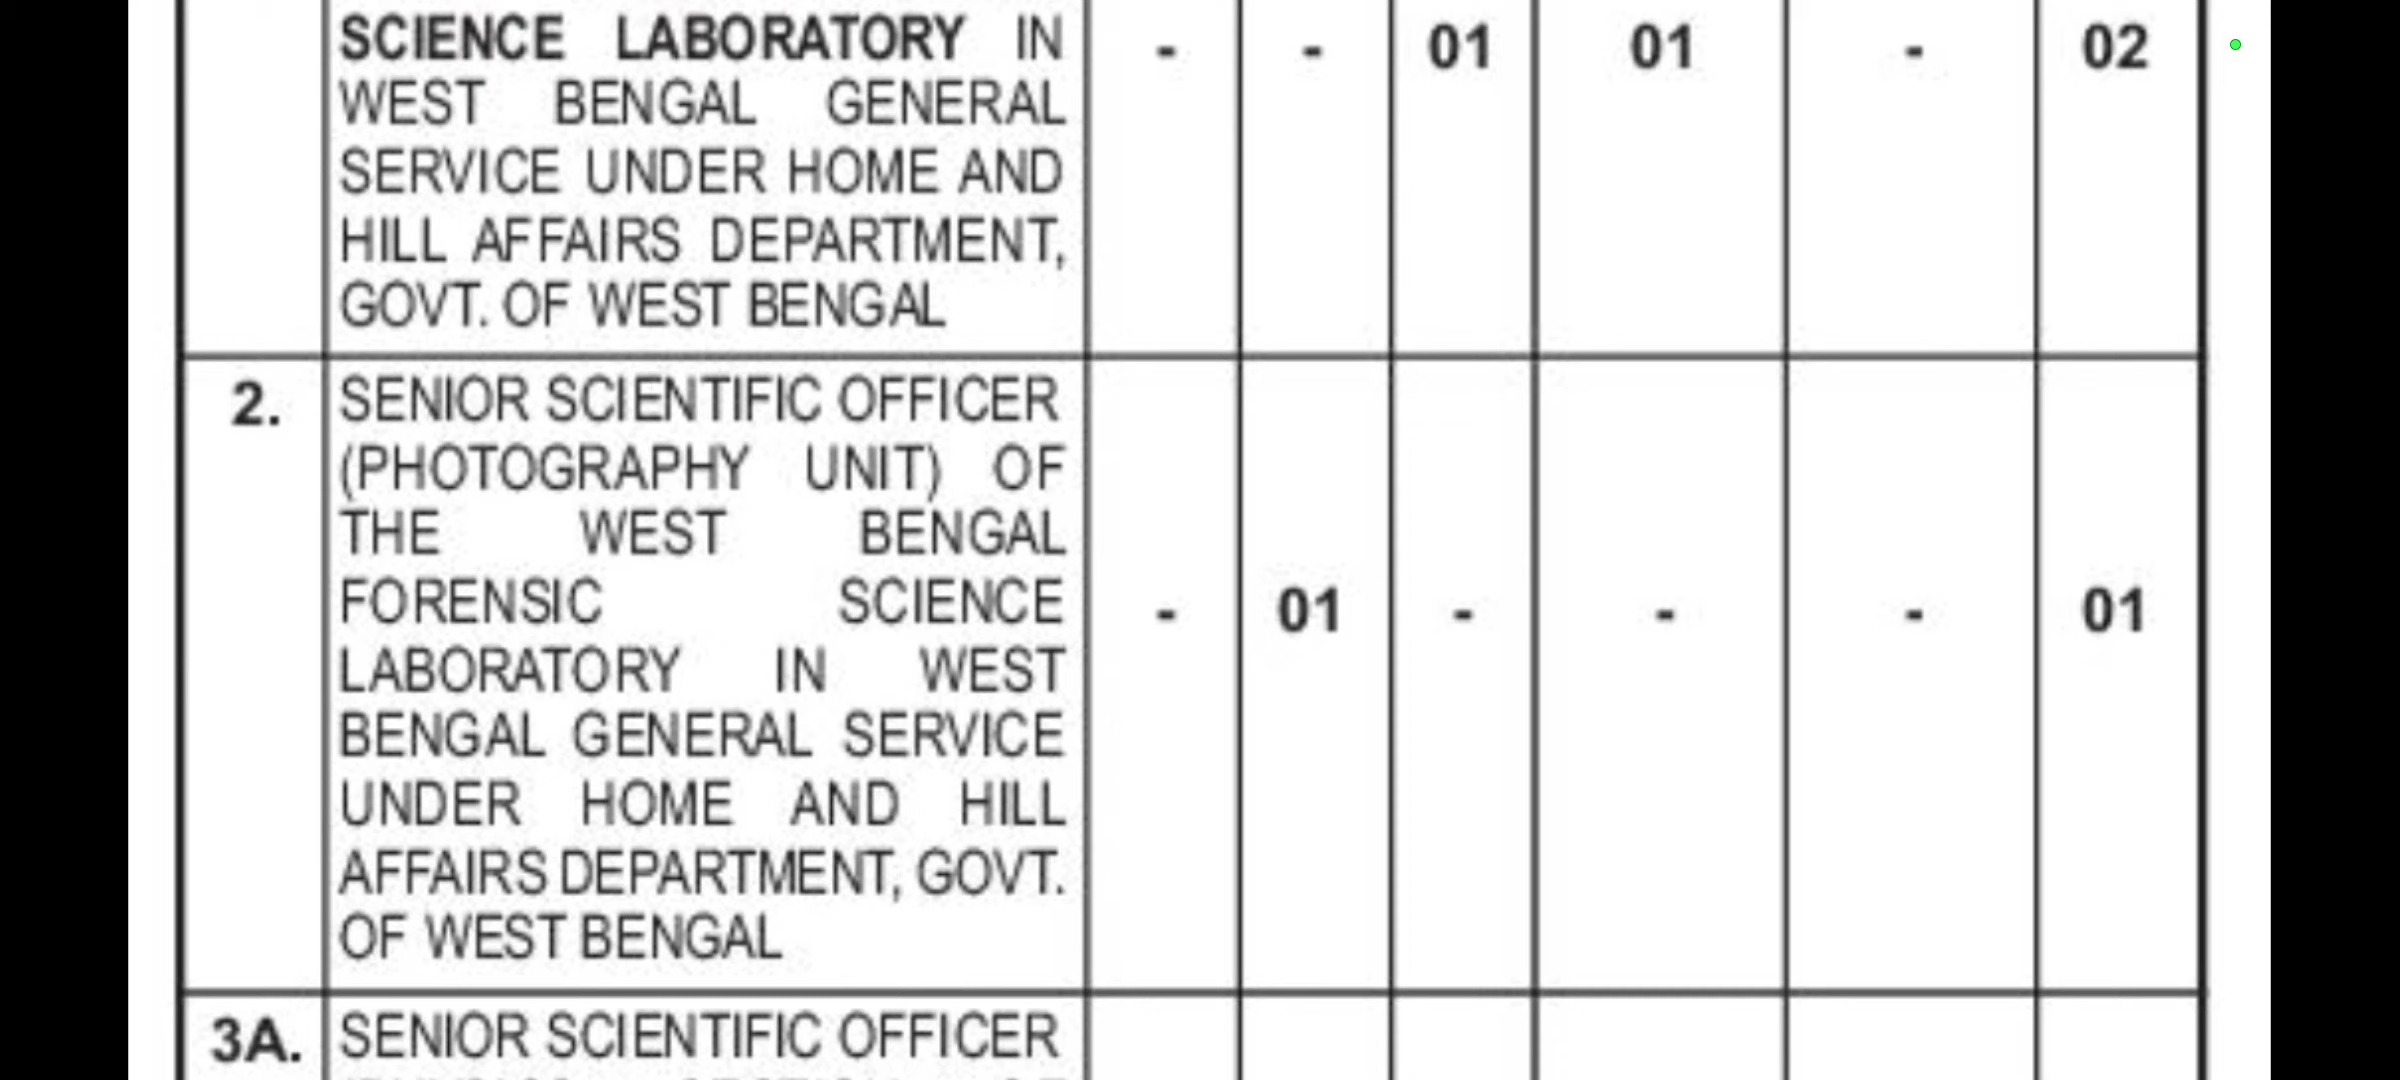 SCIENCE LABORATORY IN
WEST BENGAL GENERAL
SERVICE UNDER HOME AND
HILL AFFAIRS DEPARTMENT,
GOVT. OF WEST BENGAL
- - 01 01 - 02
2. SENIOR SCIENTIFIC OFFICER
(PHOTOGRAPHY UNIT) OF
THE WEST BENGAL
FORENSIC SCIENCE
LABORATORY IN WEST
BENGAL GENERAL SERVICE
UNDER HOME AND HILL
AFFAIRS DEPARTMENT, GOVT.
OF WEST BENGAL
- 01 - - - 01
3A. SENIOR SCIENTIFIC OFFICER